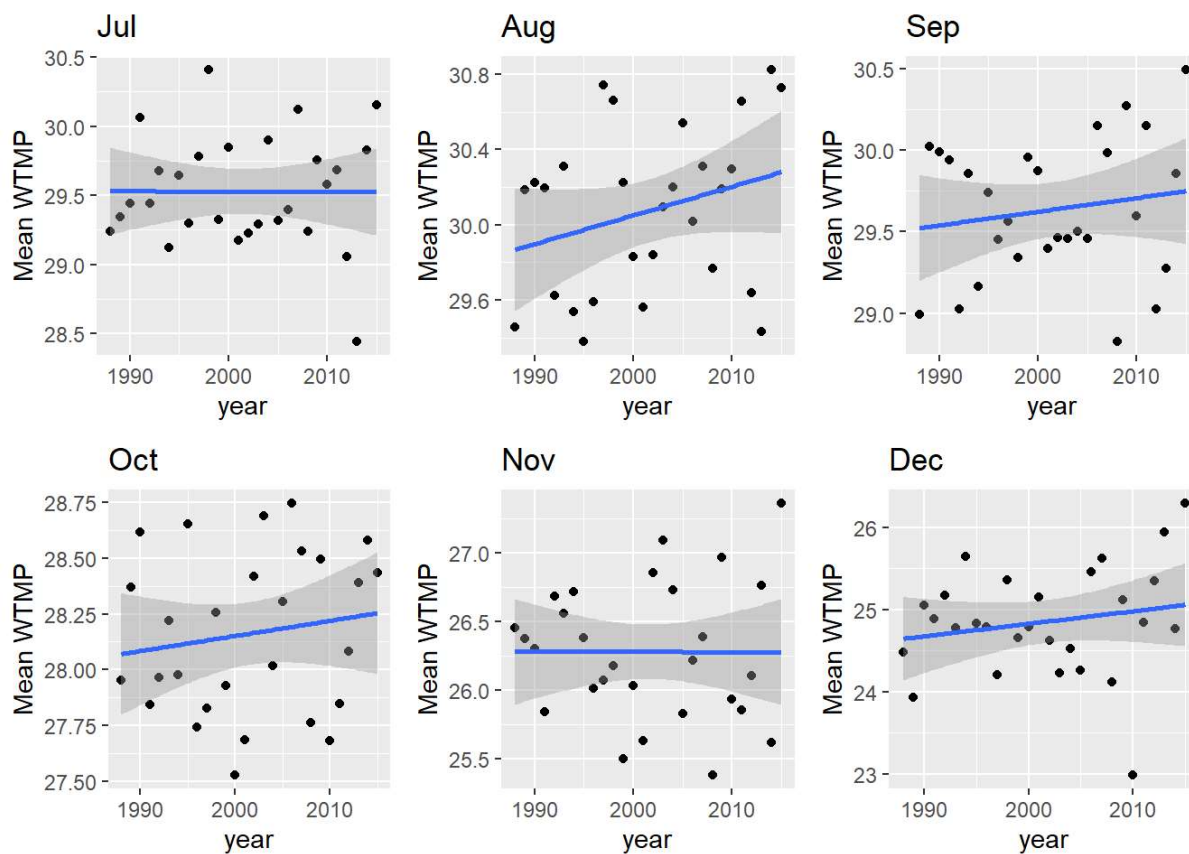 Jul
Mean WTMP
30.5
30.0
29.5
29.0
28.5
1990 2000 2010
year
Aug
Mean WTMP
30.8
30.4
30.0
29.6
1990 2000 2010
year
Sep
Mean WTMP
30.5
30.0
29.5
29.0
1990 2000 2010
year
Oct
Mean WTMP
28.75
28.50
28.25
28.00
27.75
27.50
1990 2000 2010
year
Nov
Mean WTMP
27.0
26.5
26.0
25.5
1990 2000 2010
year
Dec
Mean WTMP
26
25
24
23
1990 2000 2010
year